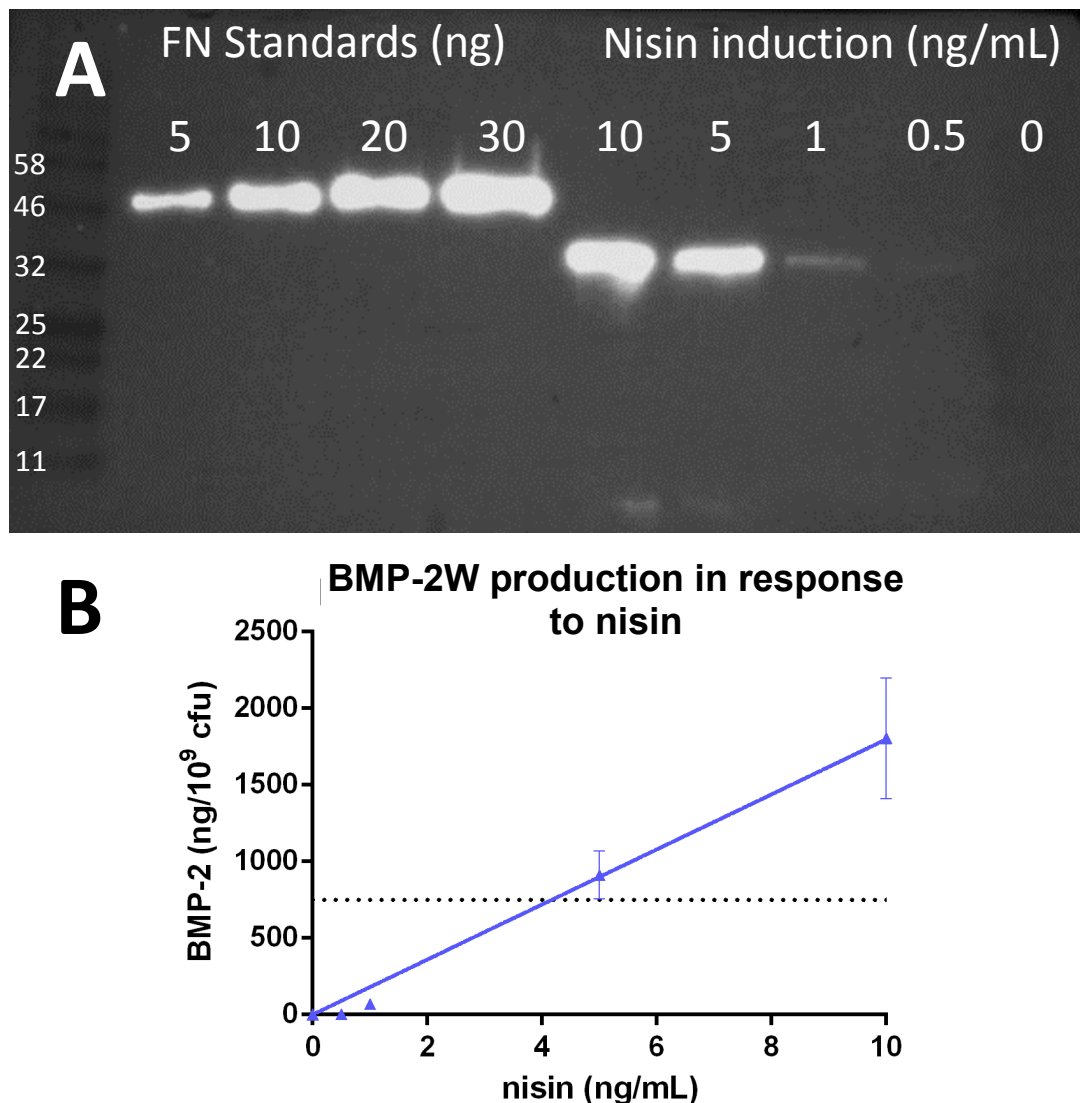 A
FN Standards (ng)
Nisin induction (ng/mL)
5 10 20 30 10 5 1 0.5 0
58
46
32
25
22
17
11
B
BMP-2W production in response
to nisin
BMP-2 (ng/10⁹ cfu)
2500
2000
1500
1000
500
0
0 2 4 6 8 10
nisin (ng/mL)